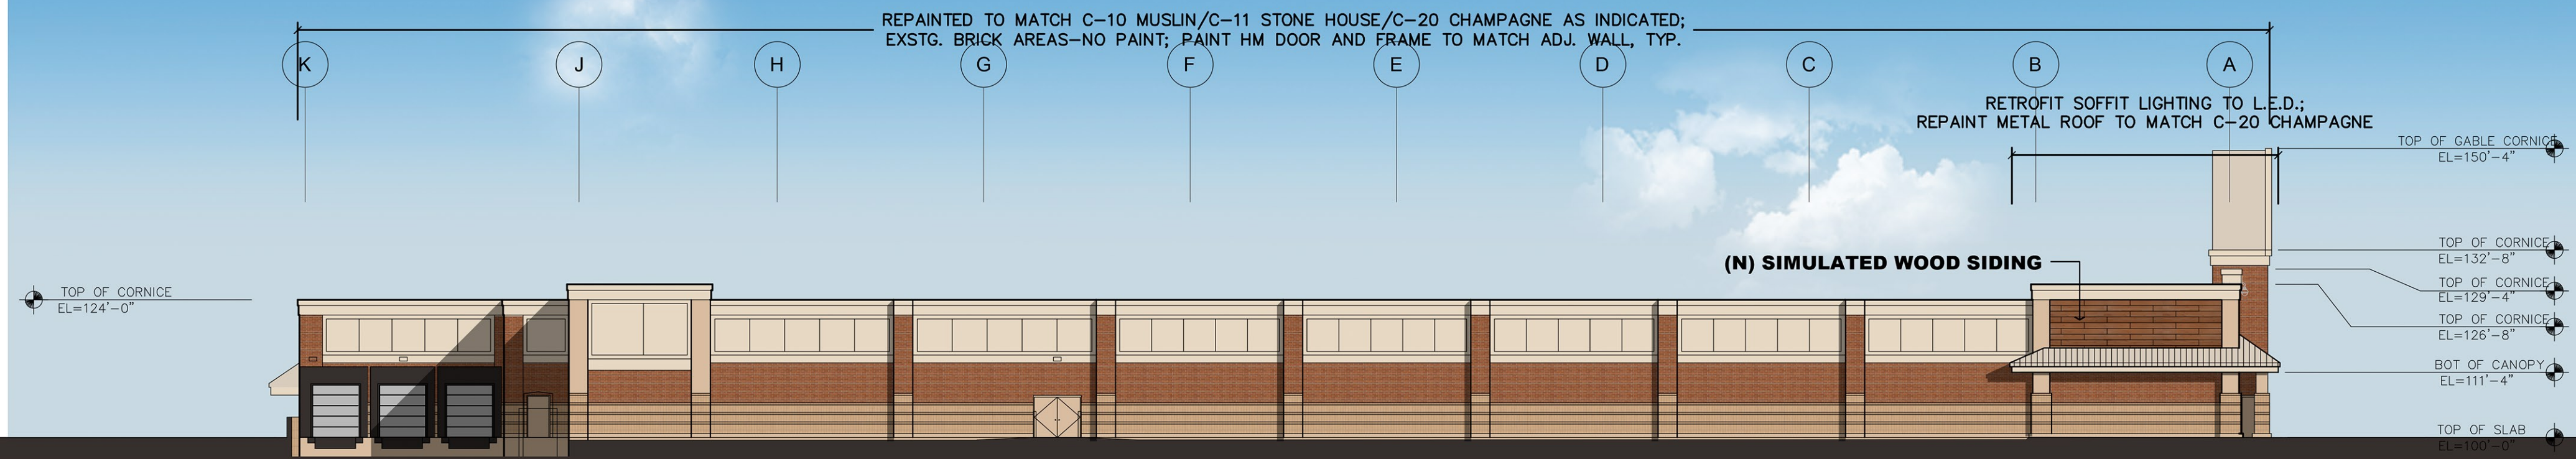 REPAINTED TO MATCH C-10 MUSLIN/C-11 STONE HOUSE/C-20 CHAMPAGNE AS INDICATED;
EXSTG. BRICK AREAS-NO PAINT; PAINT HM DOOR AND FRAME TO MATCH ADJ. WALL, TYP.
K J H G F E D C B A
RETROFIT SOFFIT LIGHTING TO L.E.D.;
REPAINT METAL ROOF TO MATCH C-20 CHAMPAGNE
TOP OF GABLE CORNICE
EL=150'-4"
TOP OF CORNICE
EL=132'-8"
(N) SIMULATED WOOD SIDING
TOP OF CORNICE
EL=129'-4"
TOP OF CORNICE
EL=124'-0"
TOP OF CORNICE
EL=126'-8"
BOT OF CANOPY
EL=111'-4"
TOP OF SLAB
EL=100'-0"